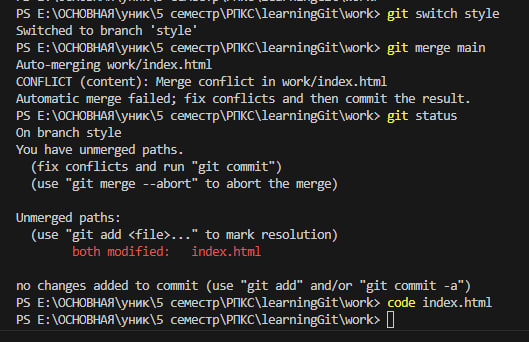 PS E:\ОСНОВНАЯ\уник\5 семестр\РПКС\learningGit\work> git switch style
Switched to branch 'style'
PS E:\ОСНОВНАЯ\уник\5 семестр\РПКС\learningGit\work> git merge main
Auto-merging work/index.html
CONFLICT (content): Merge conflict in work/index.html
Automatic merge failed; fix conflicts and then commit the result.
PS E:\ОСНОВНАЯ\уник\5 семестр\РПКС\learningGit\work> git status
On branch style
You have unmerged paths.
  (fix conflicts and run "git commit")
  (use "git merge --abort" to abort the merge)

Unmerged paths:
  (use "git add <file>..." to mark resolution)
        both modified:   index.html

no changes added to commit (use "git add" and/or "git commit -a")
PS E:\ОСНОВНАЯ\уник\5 семестр\РПКС\learningGit\work> code index.html
PS E:\ОСНОВНАЯ\уник\5 семестр\РПКС\learningGit\work>